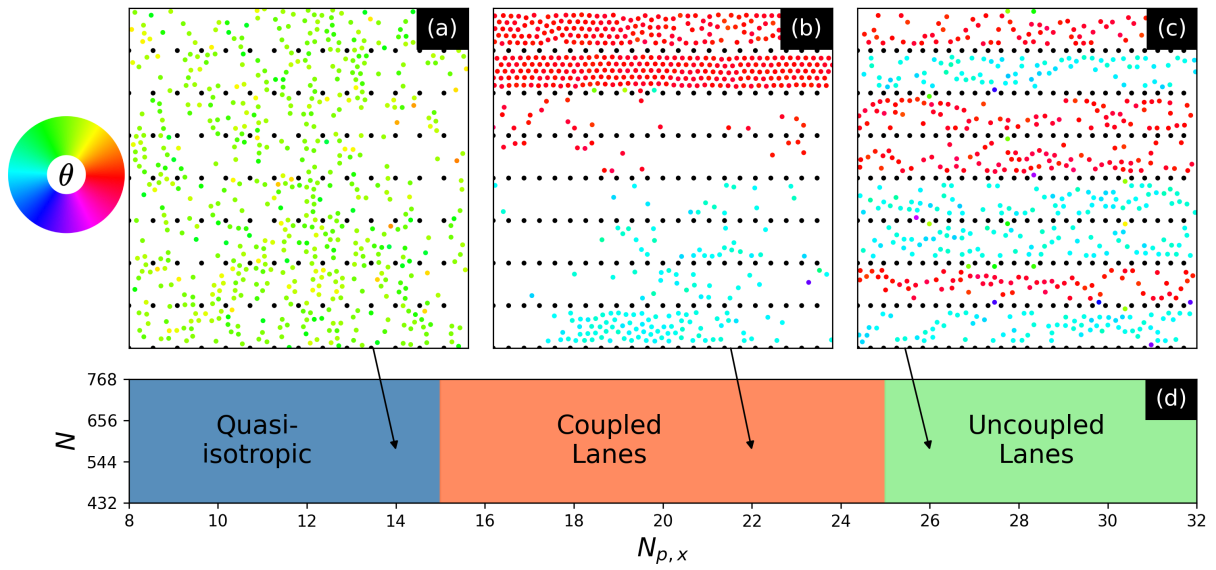 (a)
(b)
(c)
θ
768
656
544
432
N
Quasi-
isotropic
Coupled
Lanes
Uncoupled
Lanes
(d)
8 10 12 14 16 18 20 22 24 26 28 30 32
N_{p,x}